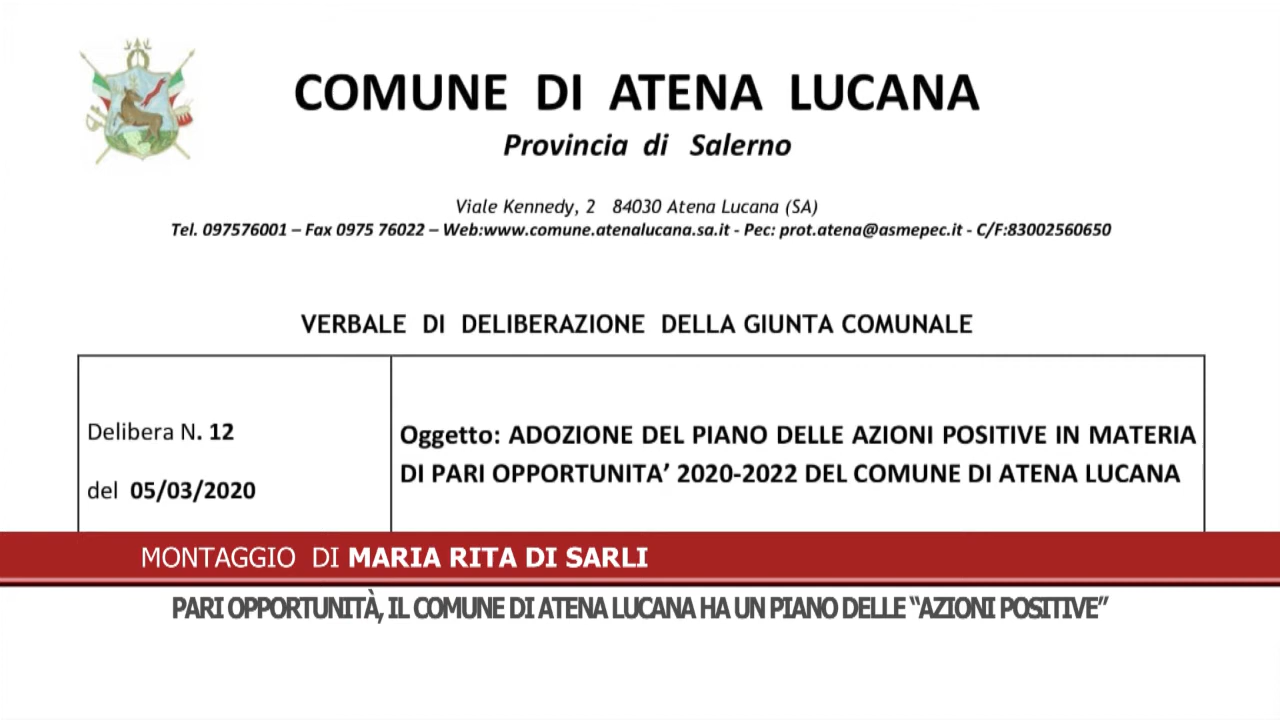 COMUNE DI ATENA LUCANA
Provincia di Salerno
Viale Kennedy, 2 84030 Atena Lucana (SA)
Tel. 097576001 – Fax 0975 76022 – Web:www.comune.atenalucana.sa.it - Pec: prot.atena@asmepec.it - C/F:83002560650
VERBALE DI DELIBERAZIONE DELLA GIUNTA COMUNALE
Delibera N. 12
del 05/03/2020
Oggetto: ADOZIONE DEL PIANO DELLE AZIONI POSITIVE IN MATERIA
DI PARI OPPORTUNITA’ 2020-2022 DEL COMUNE DI ATENA LUCANA
MONTAGGIO DI MARIA RITA DI SARLI
PARI OPPORTUNITÀ, IL COMUNE DI ATENA LUCANA HA UN PIANO DELLE “AZIONI POSITIVE”